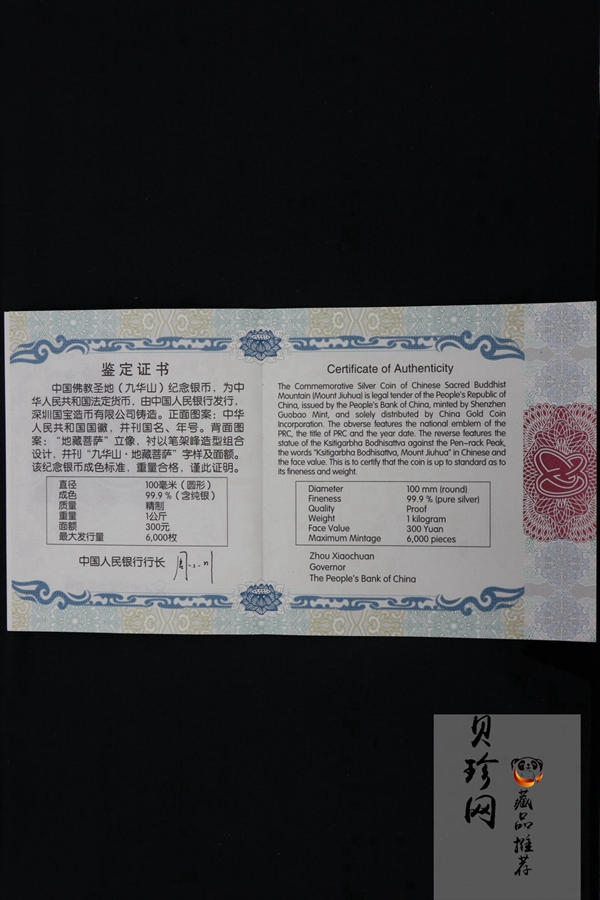 鉴定证书
中国佛教圣地（九华山）纪念银币，为中
华人民共和国法定货币，由中国人民银行发行，
深圳国宝造币有限公司铸造。正面图案：中华
人民共和国国徽，并刊国名、年号。背面图
案：“地藏菩萨”立像，衬以笔架峰造型组合
设计，并刊“九华山·地藏菩萨”字样及面额。
该纪念银币成色标准，重量合格，谨此证明。
直径 100毫米（圆形）
成色 99.9％（含纯银）
质量 精制
重量 1公斤
面额 300元
最大发行量 6,000枚
中国人民银行行长 周小川
Certificate of Authenticity
The Commemorative Silver Coin of Chinese Sacred Buddhist
Mountain (Mount Jiuhua) is legal tender of the People's Republic of
China, issued by the People's Bank of China, minted by Shenzhen
Guobao Mint, and solely distributed by China Gold Coin
Incorporation. The obverse features the national emblem of the
PRC, the title of PRC and the year date. The reverse features the
statue of the Ksitigarbha Bodhisattva against the Pen-rack Peak,
the words "Ksitigarbha Bodhisattva, Mount Jiuhua" in Chinese and
the face value. This is to certify that the coin is up to standard as to
its fineness and weight.
Diameter 100 mm (round)
Fineness 99.9 % (pure silver)
Quality Proof
Weight 1 kilogram
Face Value 300 Yuan
Maximum Mintage 6,000 pieces
Zhou Xiaochuan
Governor
The People's Bank of China
贝珍网
藏品推荐